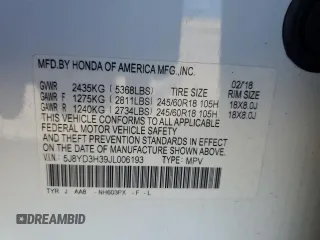 MFD.BY HONDA OF AMERICA MFG.,INC.
GVWR 2435KG (5368LBS) TIRE SIZE 02/18 RIM SIZE
GAWR F 1275KG (2811LBS) 245/60R18 105H 18X8.0J
GAWR R 1240KG (2734LBS) 245/60R18 105H 18X8.0J
THIS VEHICLE CONFORMS TO ALL APPLICABLE
FEDERAL MOTOR VEHICLE SAFETY, BUMPER,
AND THEFT PREVENTION STANDARDS IN EFFECT
ON THE DATE OF MANUFACTURE SHOWN ABOVE.
V.I.N.: 5J8YD3H39JL006193 TYPE: MPV
TYR J AA6 - NH603PX - F - L
AUTOBIDMASTER